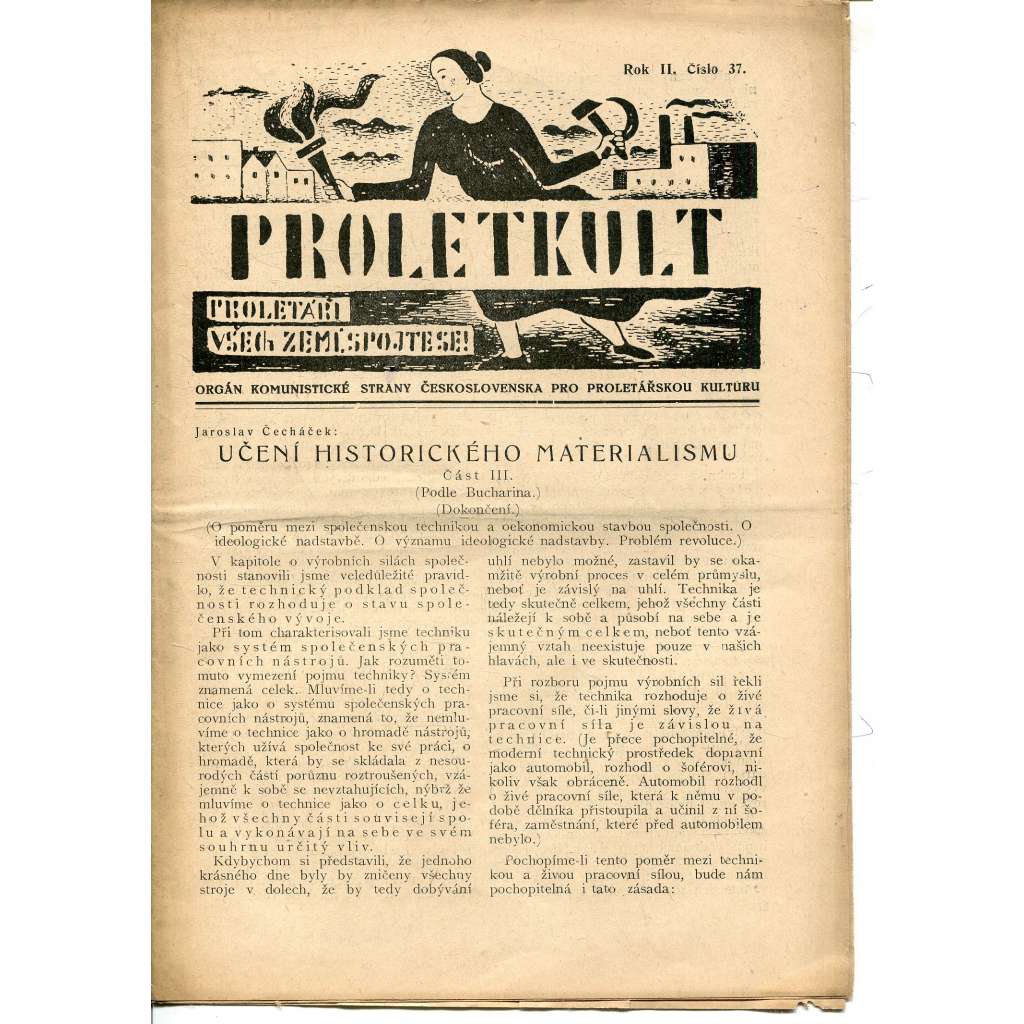 Rok II. Číslo 37.
PROLETKULT
PROLETÁŘI
VŠECH ZEMÍ, SPOJTE SE!
ORGÁN KOMUNISTICKÉ STRANY ČESKOSLOVENSKA PRO PROLETÁŘSKOU KULTURU
Jaroslav Čecháček:
UČENÍ HISTORICKÉHO MATERIALISMU
Část III.
(Podle Bucharina.)
(Dokončení.)
(O poměru mezi společenskou technikou a oekonomickou stavbou společnosti. O
ideologické nadstavbě. O významu ideologické nadstavby. Problém revoluce.)
V kapitole o výrobních silách společ-
nosti stanovili jsme veledůležité pravid-
lo, že technický podklad společ-
nosti rozhoduje o stavu spole-
čenského vývoje.
Při tom charakterisovali jsme techniku
jako systém společenských pra-
covních nástrojů. Jak rozuměti to-
muto vymezení pojmu techniky? Systém
znamená celek. Mluvíme-li tedy o tech-
nice jako o systému společenských pra-
covních nástrojů, znamená to, že nemlu-
víme o technice jako o hromadě nástrojů,
kterých užívá společnost ke své práci, o
hromadě, která by se skládala z nesou-
rodých částí porůznu roztroušených, vzá-
jemně k sobě se nevztahujících, nýbrž že
mluvíme o technice jako o celku, je-
hož všechny části souvisejí spo-
lu a vykonávají na sebe ve svém
souhrnu určitý vliv.
Kdybychom si představili, že jednoho
krásného dne byly by zničeny všechny
stroje v dolech, že by tedy dobývání
uhlí nebylo možné, zastavil by se oka-
mžitě výrobní proces v celém průmyslu,
neboť je závislý na uhlí. Technika je
tedy skutečně celkem, jehož všechny části
náležejí k sobě a působí na sebe a je
skutečným celkem, neboť tento vzá-
jemný vztah neexistuje pouze v našich
hlavách, ale i ve skutečnosti.
Při rozboru pojmu výrobních sil řekli
jsme si, že technika rozhoduje o živé
pracovní síle, či-li jinými slovy, že živá
pracovní síla je závislou na
technice. (Je přece pochopitelné, že
moderní technický prostředek dopravní
jako automobil, rozhodl o šoférovi, ni-
koliv však obráceně. Automobil rozhodl
o živé pracovní síle, která k němu v po-
době dělníka přistoupila a učinil z ní šo-
féra, zaměstnání, které před automobilem
nebylo.)
Pochopíme-li tento poměr mezi techni-
kou a živou pracovní sílou, bude nám
pochopitelná i tato zásada: